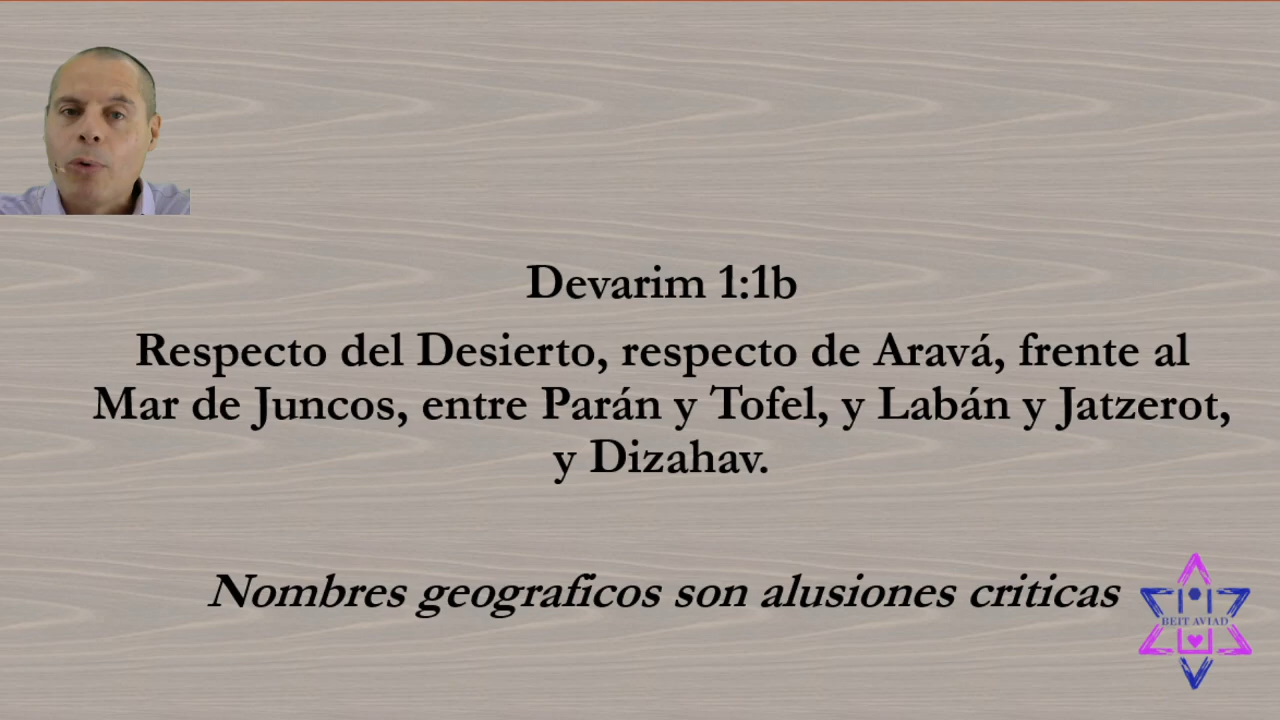 Devarim 1:1b
Respecto del Desierto, respecto de Aravá, frente al
Mar de Juncos, entre Parán y Tofel, y Labán y Jatzerot,
y Dizahav.
Nombres geograficos son alusiones criticas
BEIT AVIAD